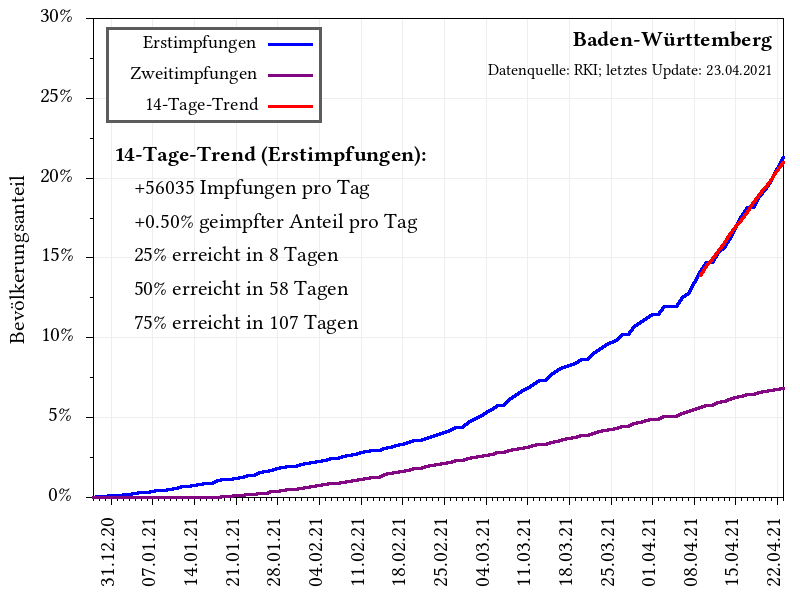 30%
25%
20%
15%
10%
5%
0%
Bevölkerungsanteil
Erstimpfungen
Zweitimpfungen
14-Tage-Trend
Baden-Württemberg
Datenquelle: RKI; letztes Update: 23.04.2021
14-Tage-Trend (Erstimpfungen):
+56035 Impfungen pro Tag
+0.50% geimpfter Anteil pro Tag
25% erreicht in 8 Tagen
50% erreicht in 58 Tagen
75% erreicht in 107 Tagen
31.12.20
07.01.21
14.01.21
21.01.21
28.01.21
04.02.21
11.02.21
18.02.21
25.02.21
04.03.21
11.03.21
18.03.21
25.03.21
01.04.21
08.04.21
15.04.21
22.04.21